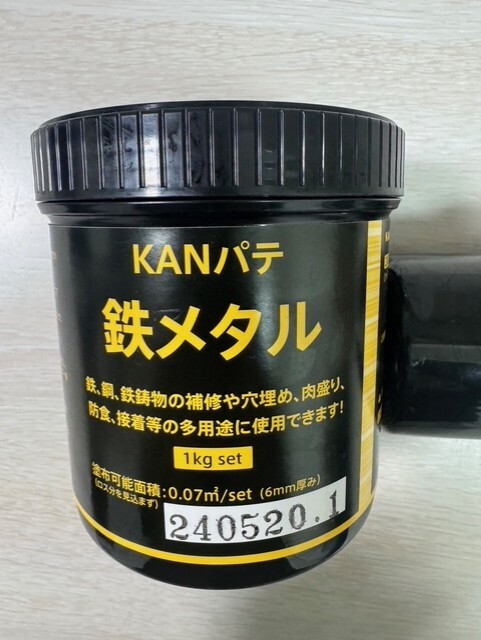 KANパテ
鉄メタル
鉄、鋼、鉄鋳物の補修や穴埋め、肉盛り、
防食、接着等の多用途に使用できます!
1kg set
塗布可能面積:0.07㎡/set (6mm厚み)
(ロス分を見込まず)
240520.1